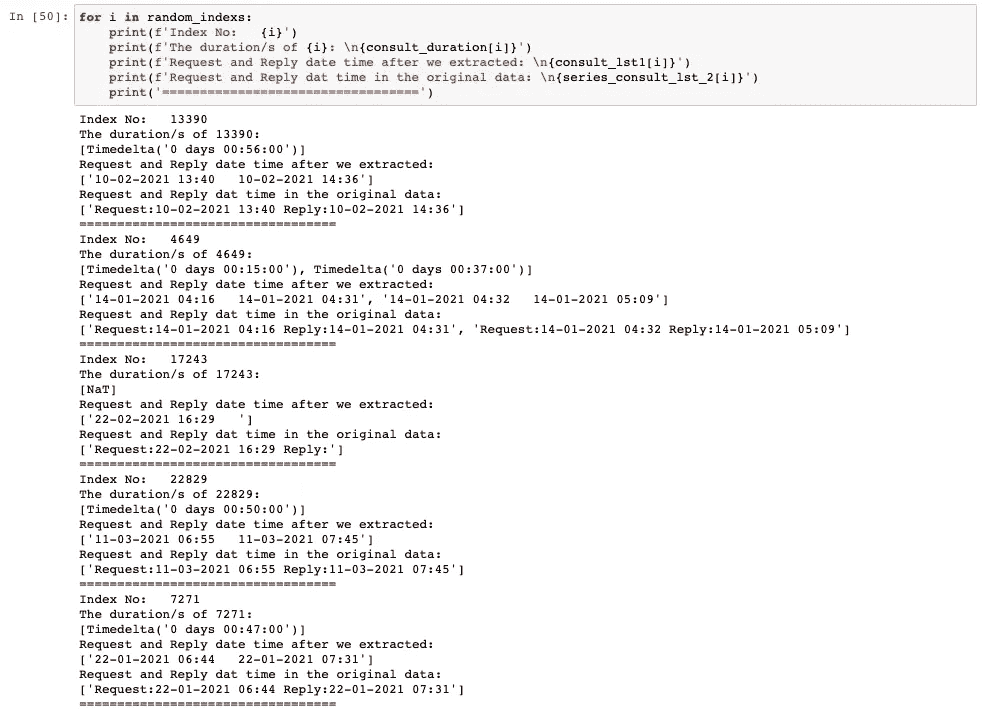 In [50]: for i in random_indexs:
print(f'Index No:   {i}')
print(f'The duration/s of {i}: \n{consult_duration[i]}')
print(f'Request and Reply date time after we extracted: \n{consult_lst1[i]}')
print(f'Request and Reply dat time in the original data: \n{series_consult_lst_2[i]}')
print('==================================')
Index No:   13390
The duration/s of 13390:
[Timedelta('0 days 00:56:00')]
Request and Reply date time after we extracted:
['10-02-2021 13:40   10-02-2021 14:36']
Request and Reply dat time in the original data:
['Request:10-02-2021 13:40 Reply:10-02-2021 14:36']
==================================
Index No:   4649
The duration/s of 4649:
[Timedelta('0 days 00:15:00'), Timedelta('0 days 00:37:00')]
Request and Reply date time after we extracted:
['14-01-2021 04:16   14-01-2021 04:31', '14-01-2021 04:32   14-01-2021 05:09']
Request and Reply dat time in the original data:
['Request:14-01-2021 04:16 Reply:14-01-2021 04:31', 'Request:14-01-2021 04:32 Reply:14-01-2021 05:09']
==================================
Index No:   17243
The duration/s of 17243:
[NaT]
Request and Reply date time after we extracted:
['22-02-2021 16:29   ']
Request and Reply dat time in the original data:
['Request:22-02-2021 16:29 Reply:']
==================================
Index No:   22829
The duration/s of 22829:
[Timedelta('0 days 00:50:00')]
Request and Reply date time after we extracted:
['11-03-2021 06:55   11-03-2021 07:45']
Request and Reply dat time in the original data:
['Request:11-03-2021 06:55 Reply:11-03-2021 07:45']
==================================
Index No:   7271
The duration/s of 7271:
[Timedelta('0 days 00:47:00')]
Request and Reply date time after we extracted:
['22-01-2021 06:44   22-01-2021 07:31']
Request and Reply dat time in the original data:
['Request:22-01-2021 06:44 Reply:22-01-2021 07:31']
==================================